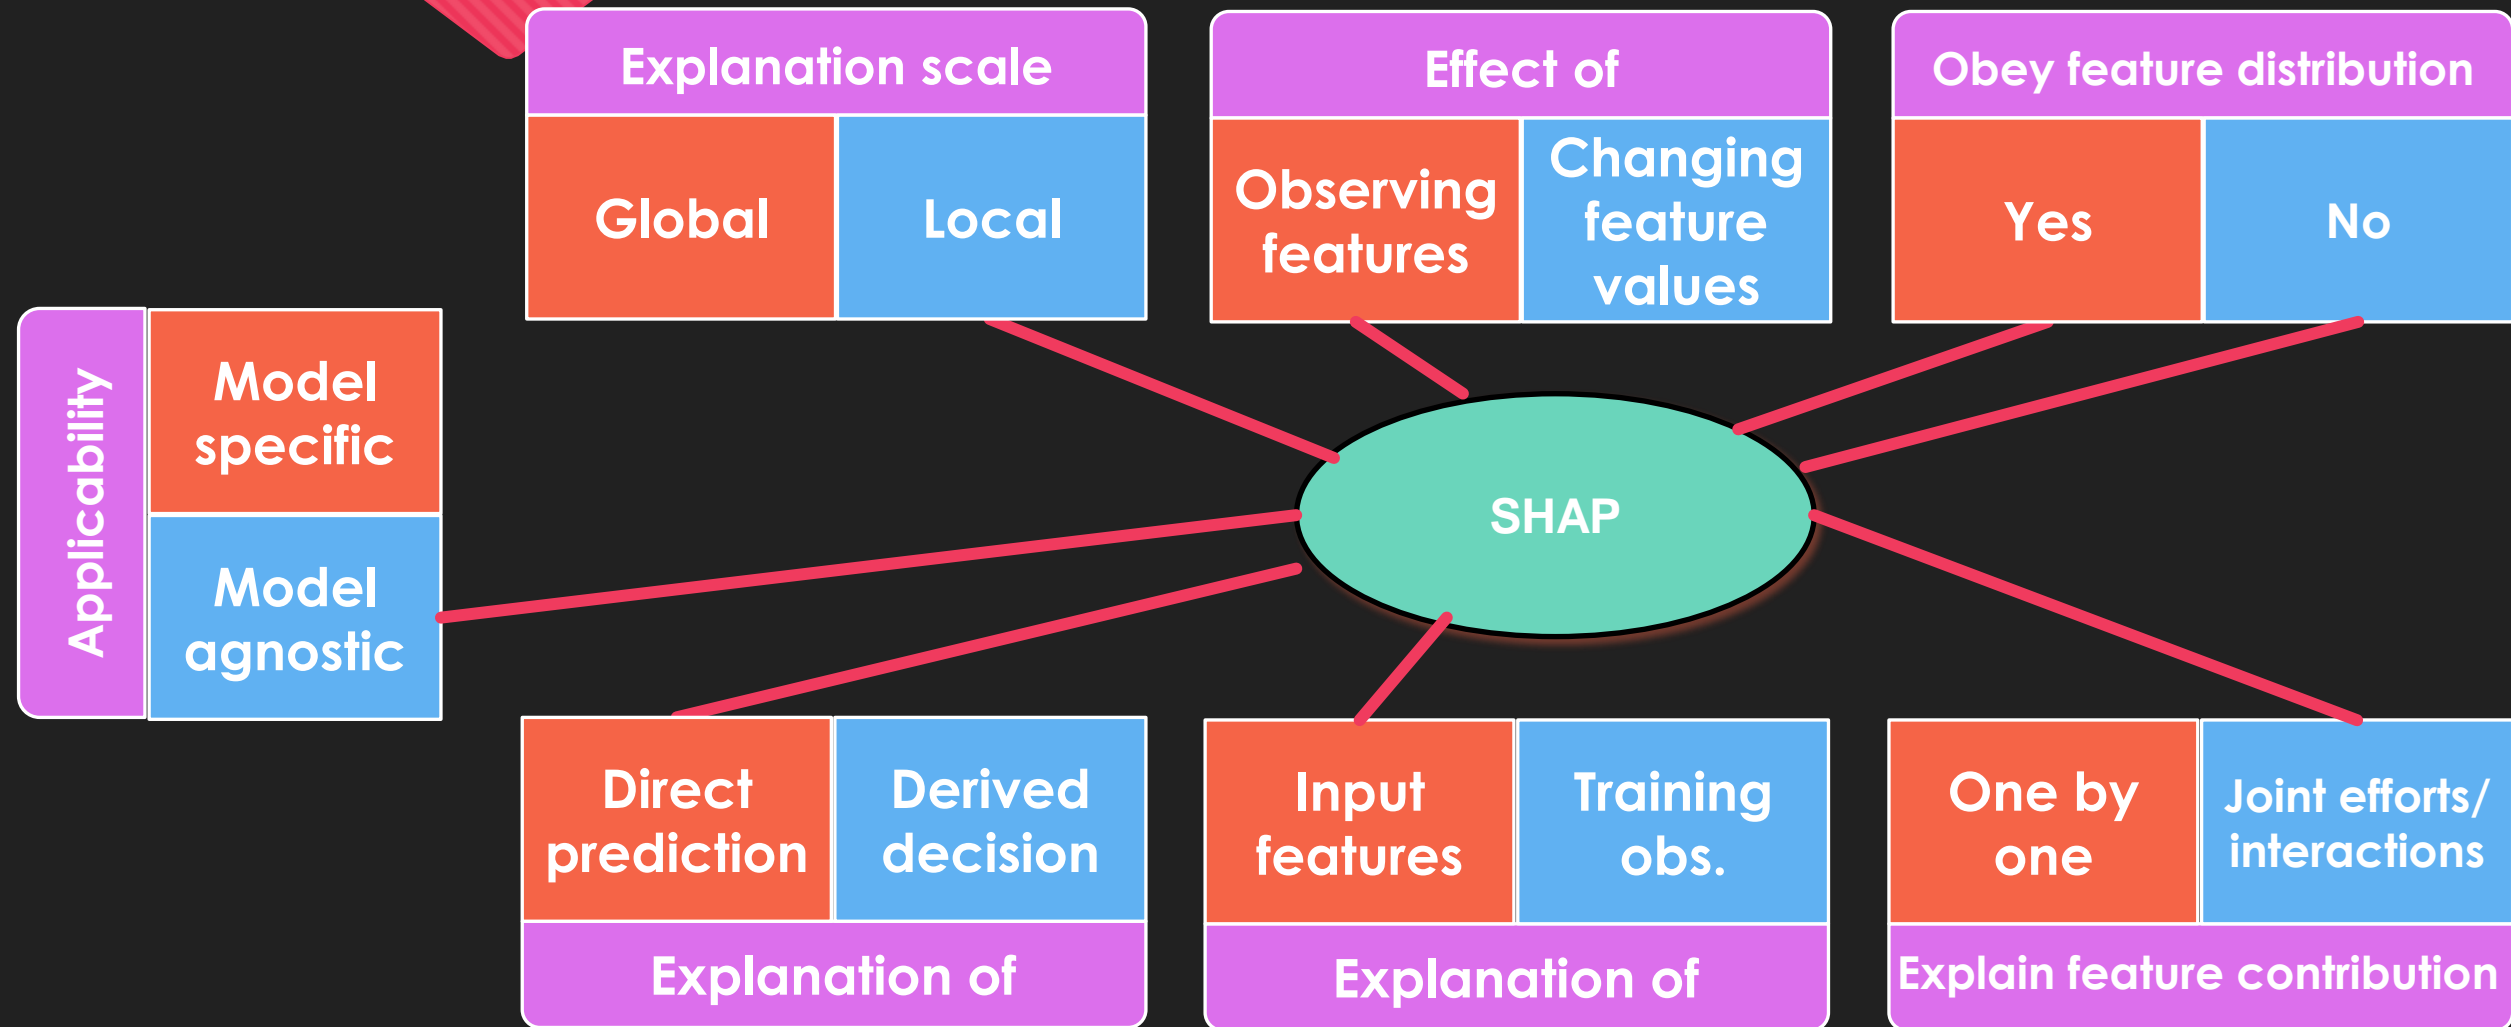 Explanation scale
Global
Local
Effect of
Observing
features
Changing
feature
values
Obey feature distribution
Yes
No
Applicability
Model
specific
Model
agnostic
SHAP
Direct
prediction
Derived
decision
Explanation of
Input
features
Training
obs.
Explanation of
One by
one
Joint efforts/
interactions
Explain feature contribution